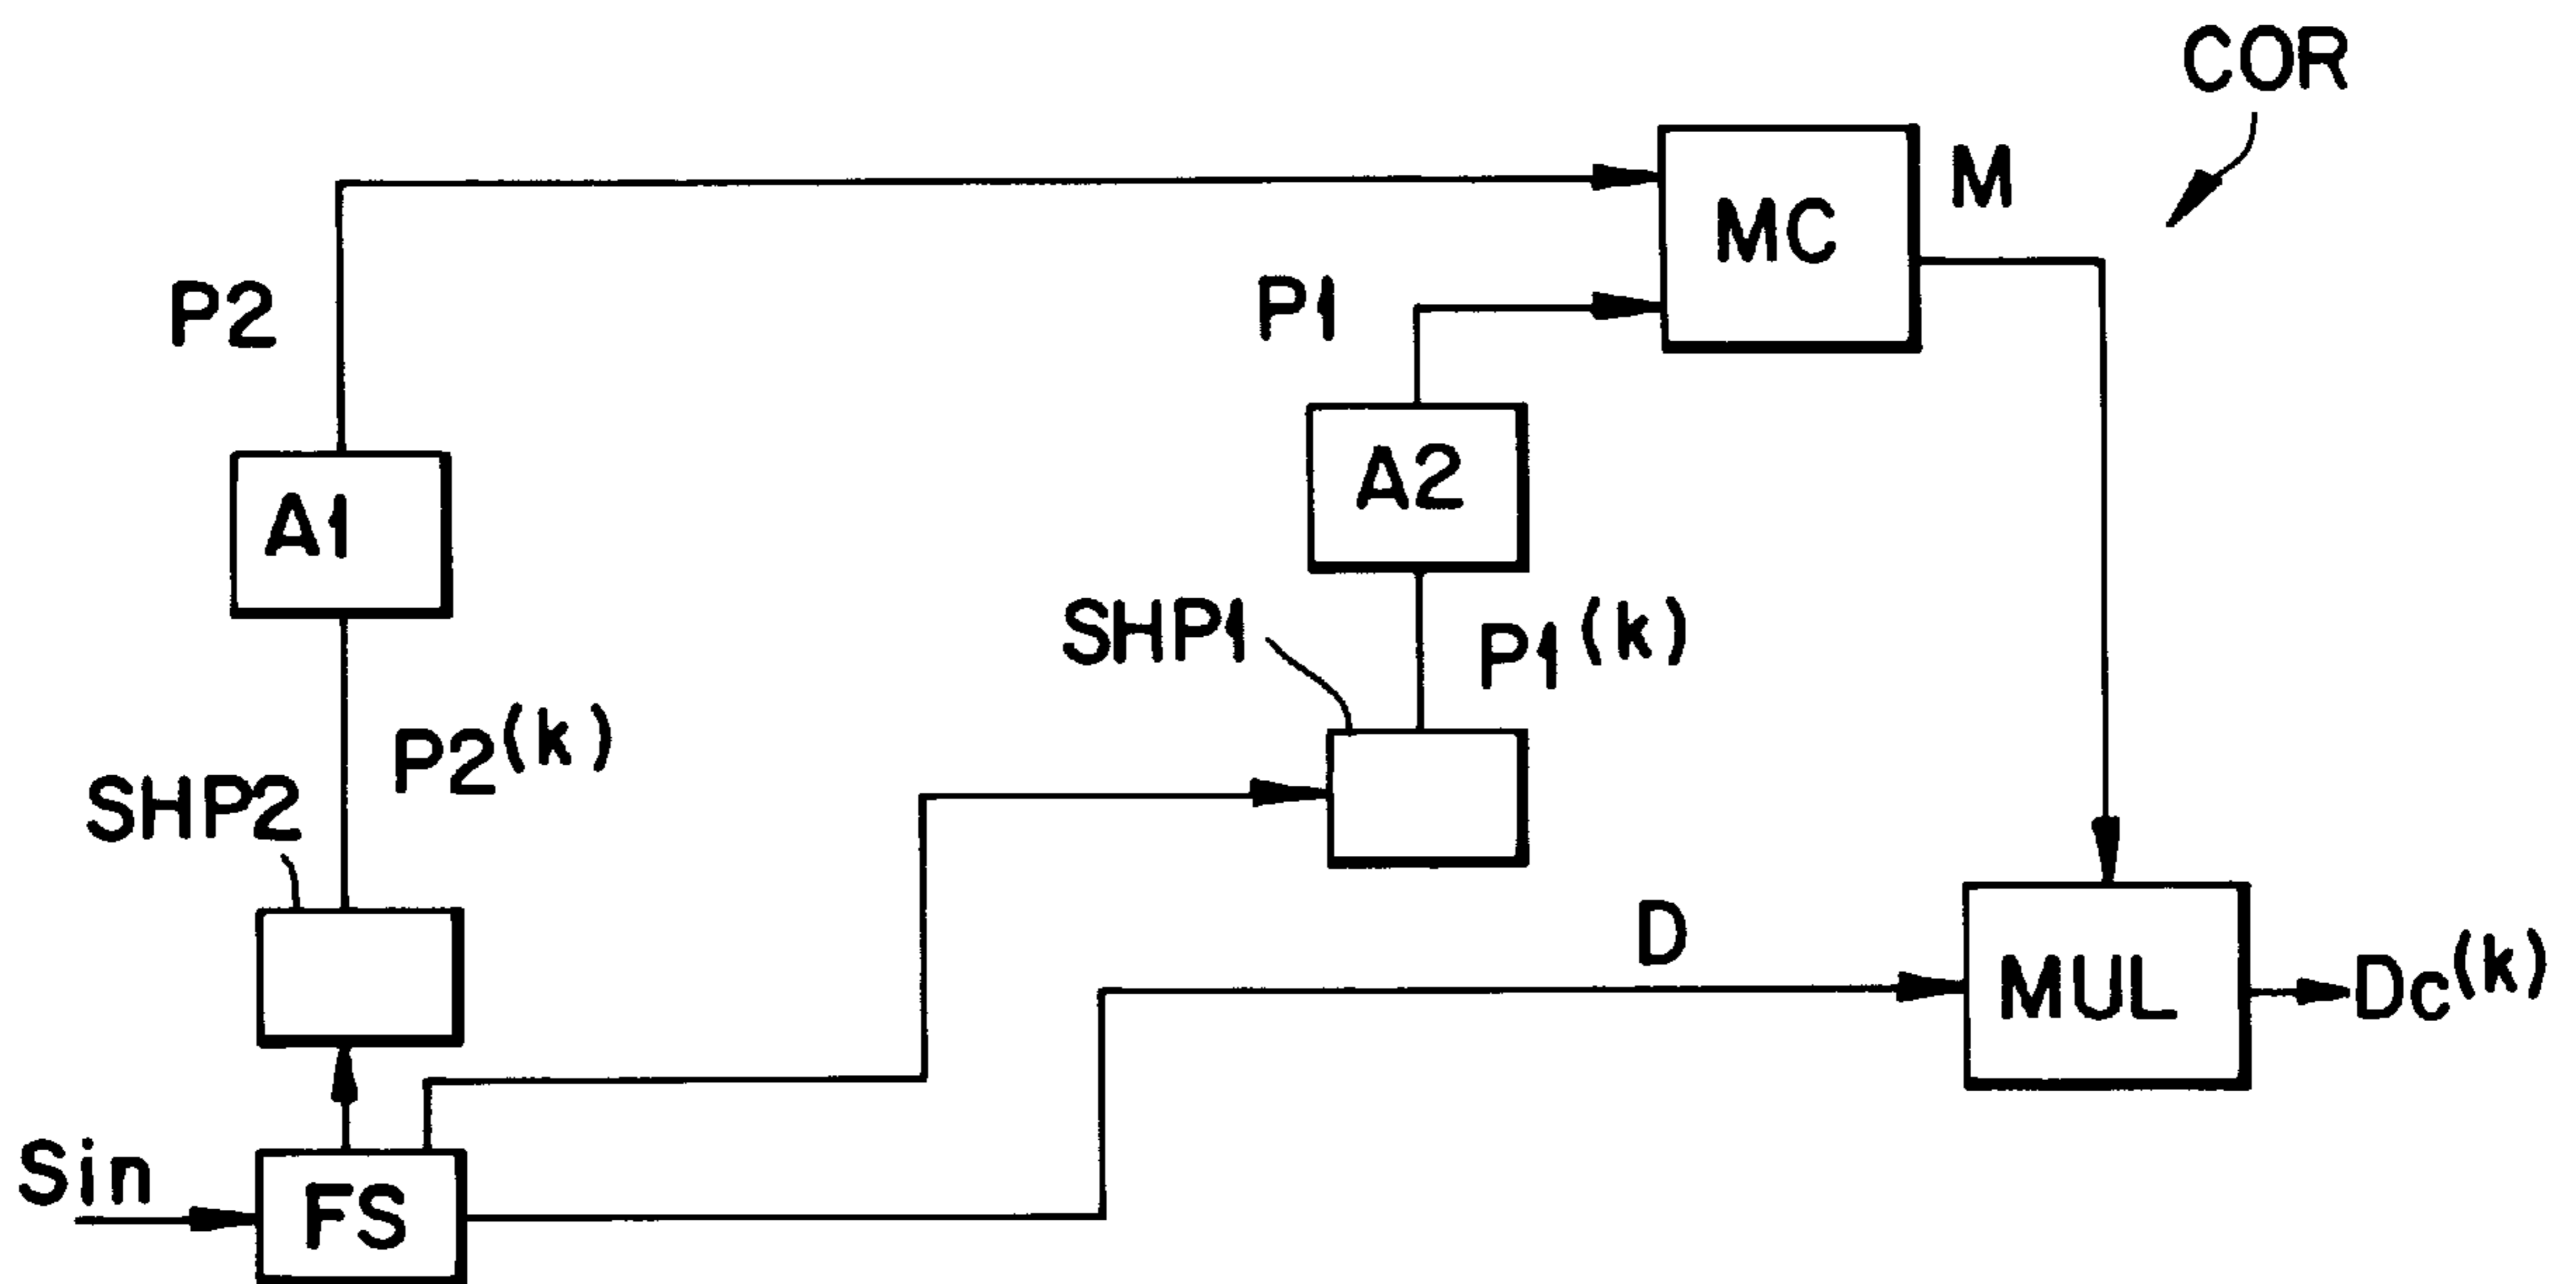 COR
M
MC
P2
P1
A2
A1
SHP1
P1(k)
P2(k)
SHP2
D
MUL
Dc(k)
Sin
FS